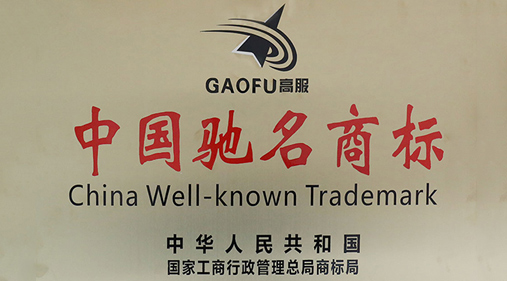 GAOFU高服
中国驰名商标
China Well-known Trademark
中华人民共和国
国家工商行政管理总局商标局